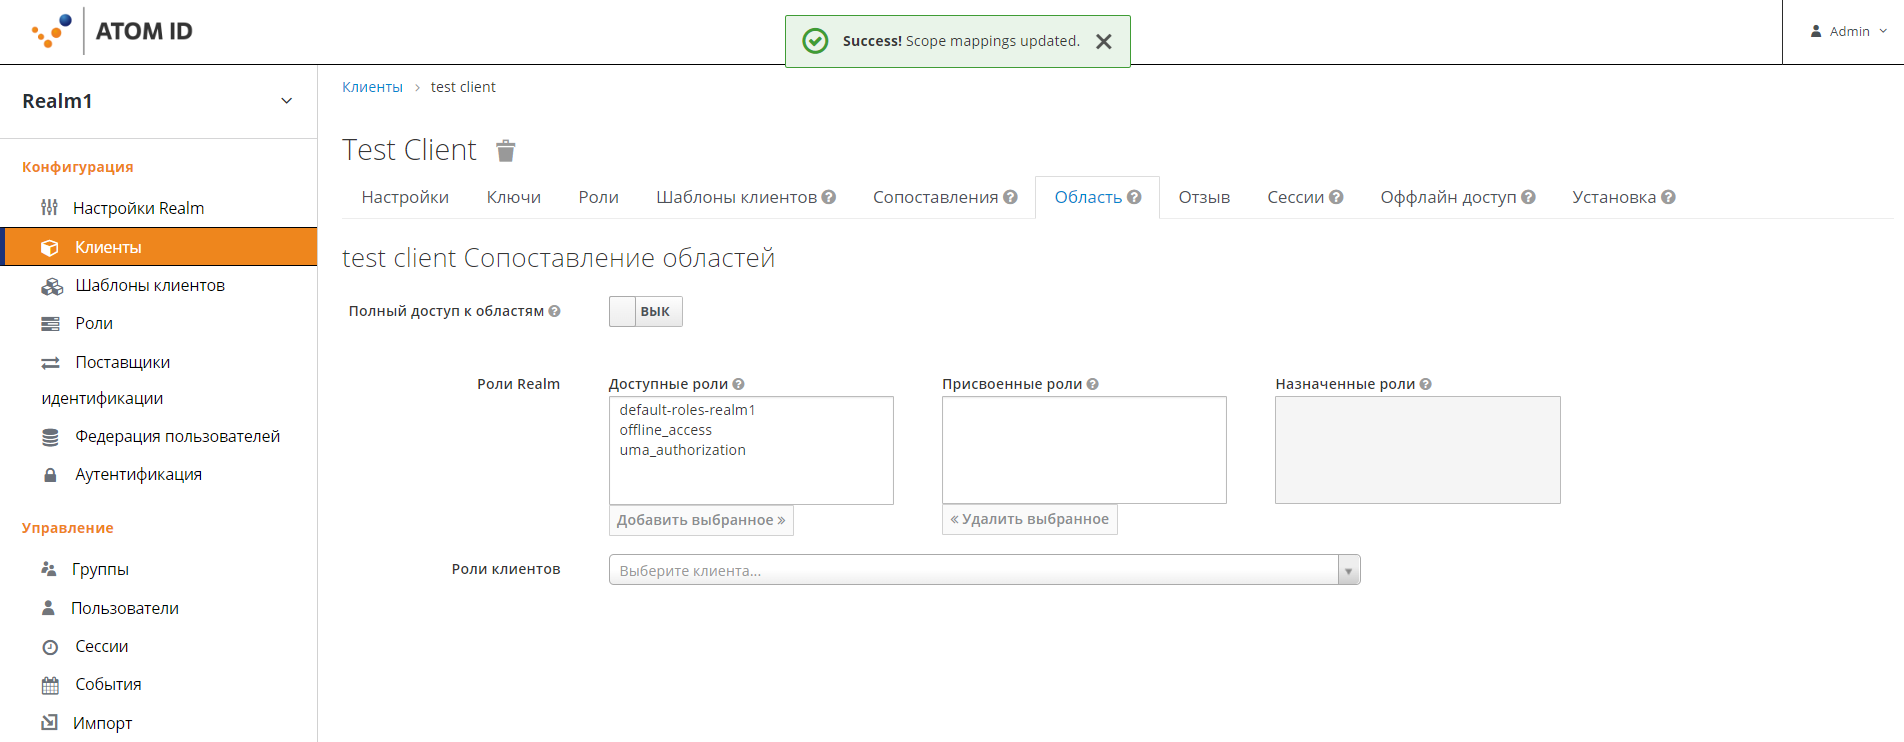 ATOM ID
Success! Scope mappings updated.
Admin
Realm1
Клиенты › test client
Test Client
Настройки Ключи Роли Шаблоны клиентов Сопоставления Область Отзыв Сессии Оффлайн доступ Установка
Конфигурация
Настройки Realm
Клиенты
Шаблоны клиентов
Роли
Поставщики
идентификации
Федерация пользователей
Аутентификация
Управление
Группы
Пользователи
Сессии
События
Импорт
test client Сопоставление областей
Полный доступ к областям
ВЫК
Роли Realm
Доступные роли
default-roles-realm1
offline_access
uma_authorization
Добавить выбранное »
Присвоенные роли
« Удалить выбранное
Назначенные роли
Роли клиентов
Выберите клиента...